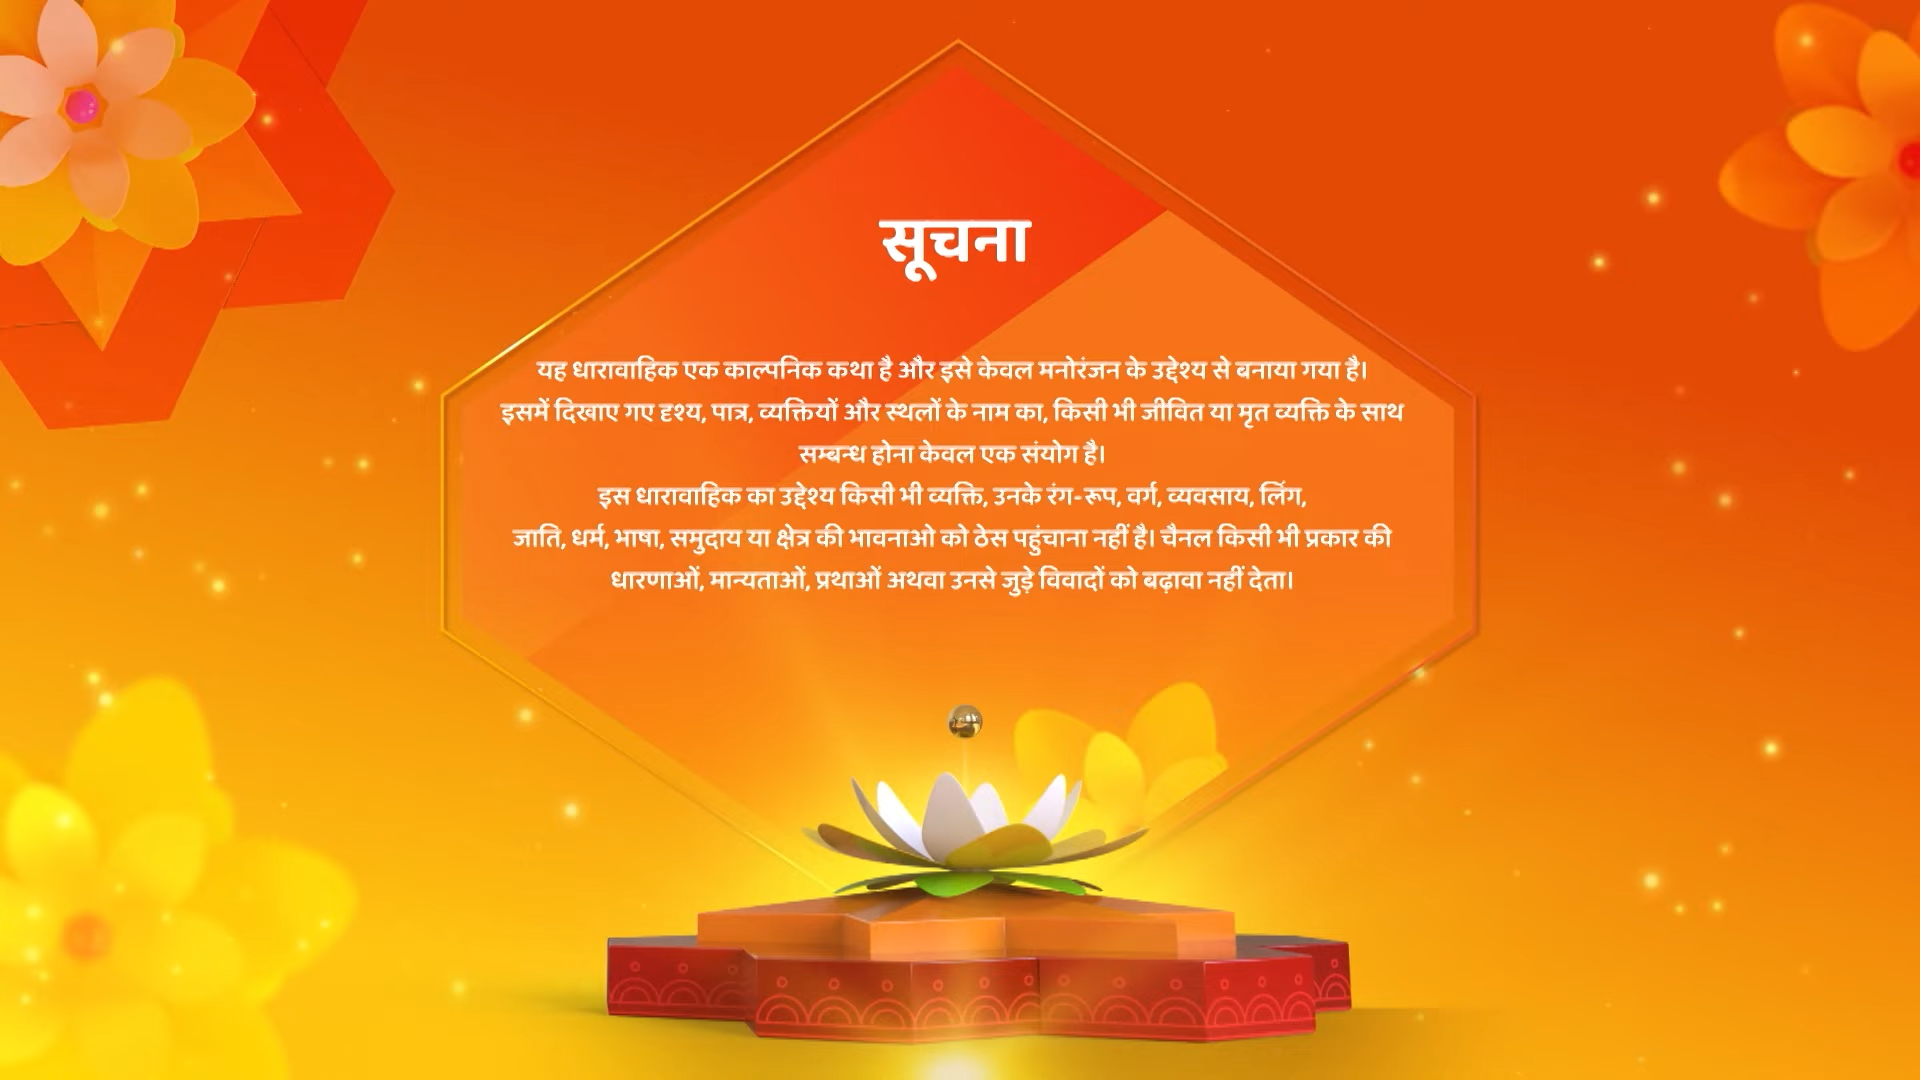 सूचना
यह धारावाहिक एक काल्पनिक कथा है और इसे केवल मनोरंजन के उद्देश्य से बनाया गया है।
इसमें दिखाए गए दृश्य, पात्र, व्यक्तियों और स्थलों के नाम का, किसी भी जीवित या मृत व्यक्ति के साथ
सम्बन्ध होना केवल एक संयोग है।
इस धारावाहिक का उद्देश्य किसी भी व्यक्ति, उनके रंग-रूप, वर्ग, व्यवसाय, लिंग,
जाति, धर्म, भाषा, समुदाय या क्षेत्र की भावनाओ को ठेस पहुंचाना नहीं है। चैनल किसी भी प्रकार की
धारणाओं, मान्यताओं, प्रथाओं अथवा उनसे जुड़े विवादों को बढ़ावा नहीं देता।